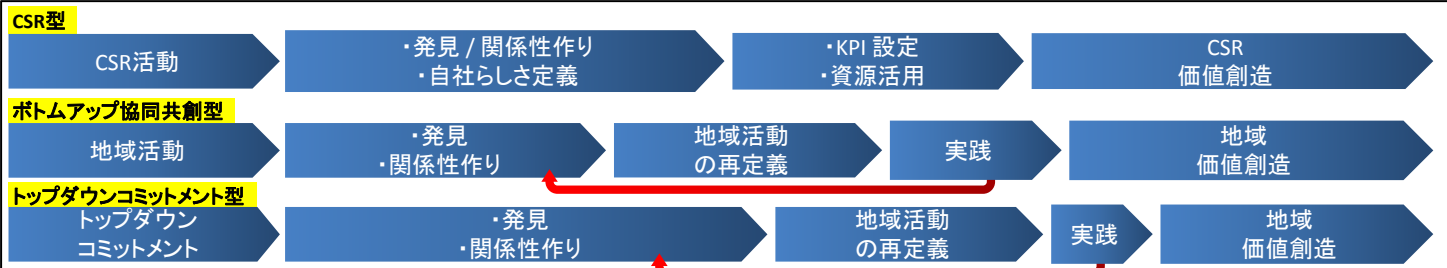 CSR型
CSR活動
・発見 / 関係性作り
・自社らしさ定義
・KPI 設定
・資源活用
CSR
価値創造
ボトムアップ協同共創型
地域活動
・発見
・関係性作り
地域活動
の再定義
実践
地域
価値創造
トップダウンコミットメント型
トップダウン
コミットメント
・発見
・関係性作り
地域活動
の再定義
実践
地域
価値創造